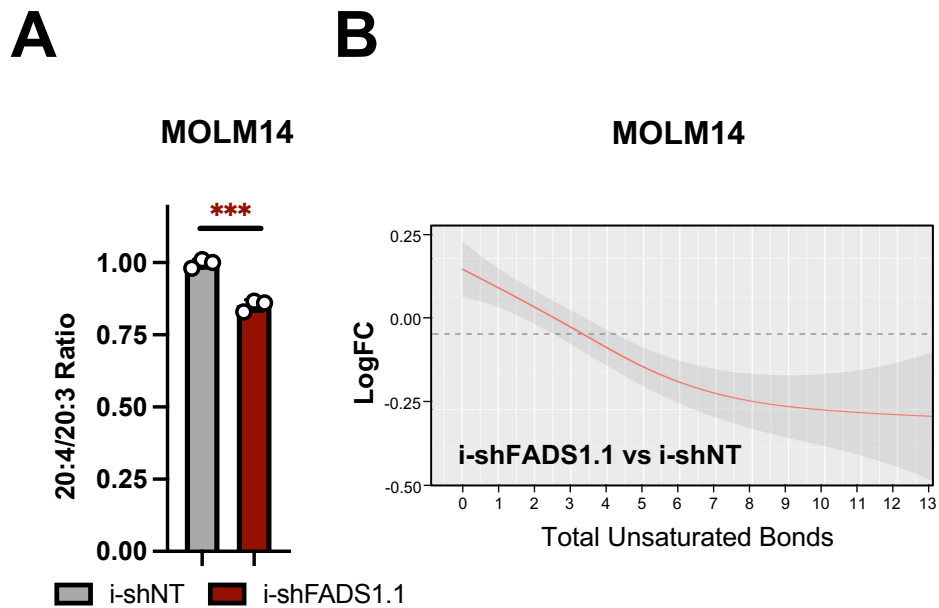 A
B
MOLM14
MOLM14
***
20:4/20:3 Ratio
1.00
0.75
0.50
0.25
0.00
i-shNT
i-shFADS1.1
LogFC
0.25
0.00
-0.25
-0.50
i-shFADS1.1 vs i-shNT
0 1 2 3 4 5 6 7 8 9 10 11 12 13
Total Unsaturated Bonds